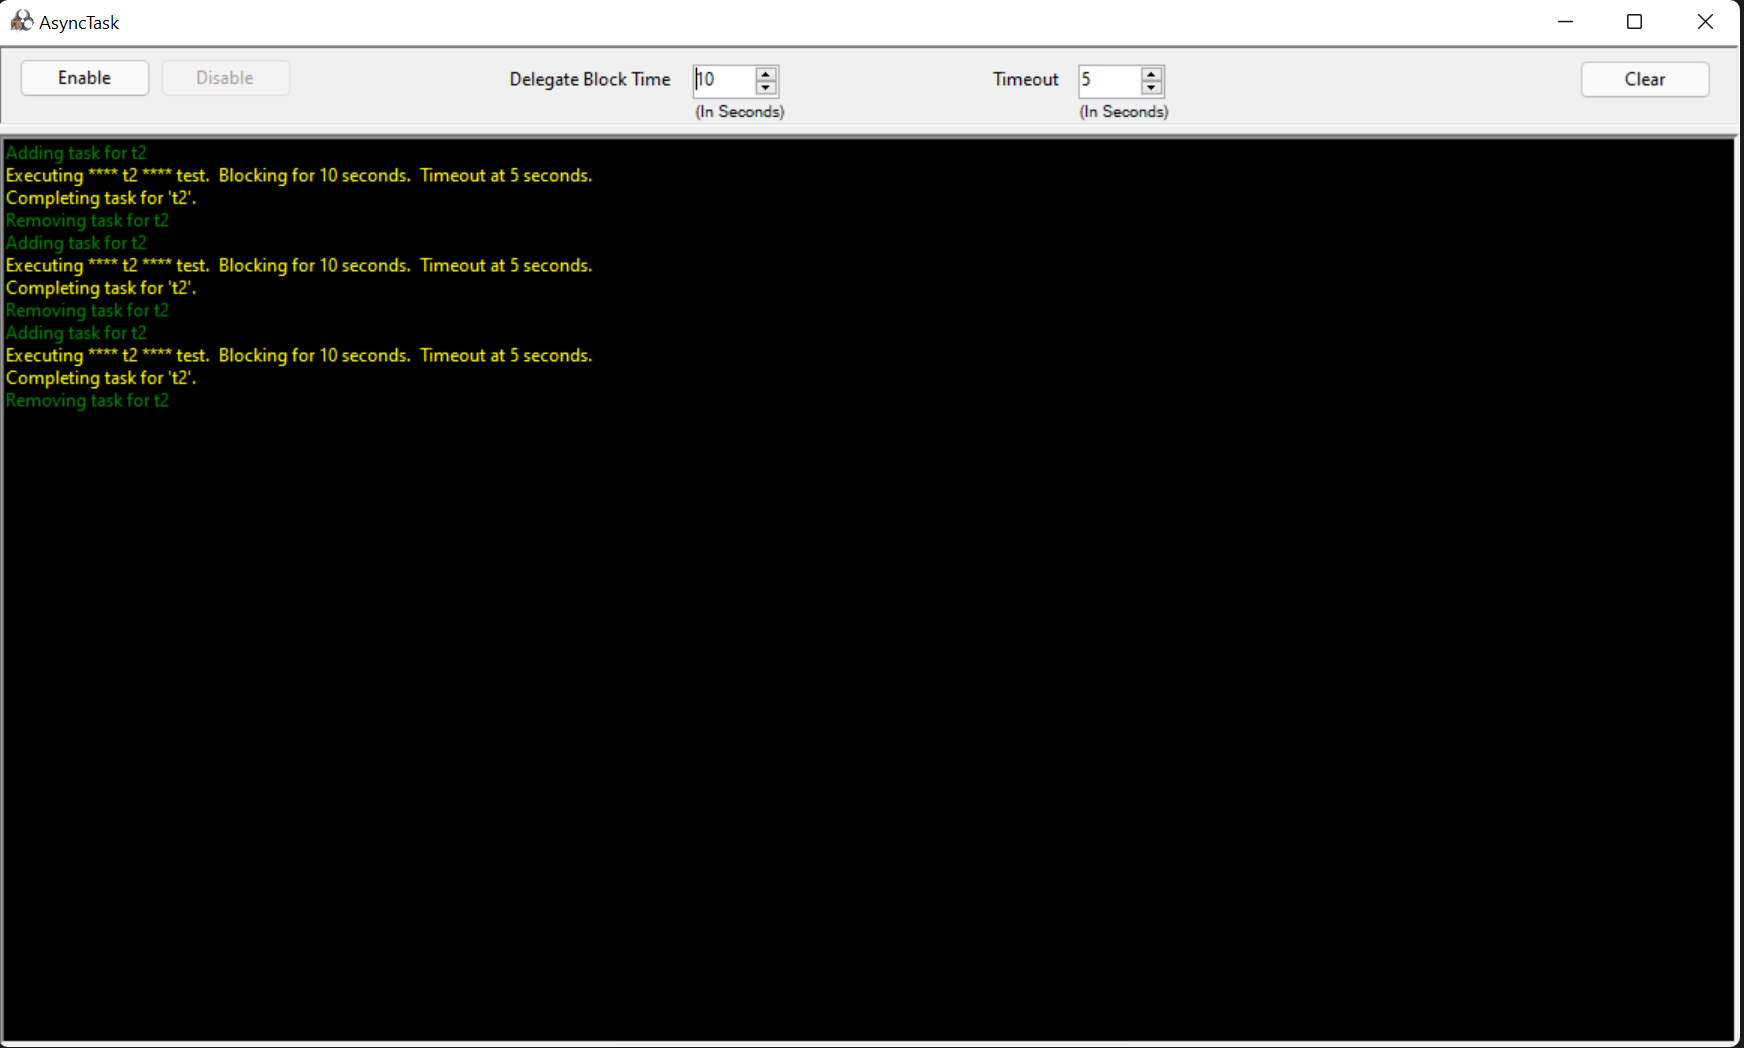 AsyncTask
Enable Disable Delegate Block Time 10 Timeout 5 Clear
(In Seconds) (In Seconds)
Adding task for t2
Executing **** t2 **** test.  Blocking for 10 seconds.  Timeout at 5 seconds.
Completing task for 't2'.
Removing task for t2
Adding task for t2
Executing **** t2 **** test.  Blocking for 10 seconds.  Timeout at 5 seconds.
Completing task for 't2'.
Removing task for t2
Adding task for t2
Executing **** t2 **** test.  Blocking for 10 seconds.  Timeout at 5 seconds.
Completing task for 't2'.
Removing task for t2